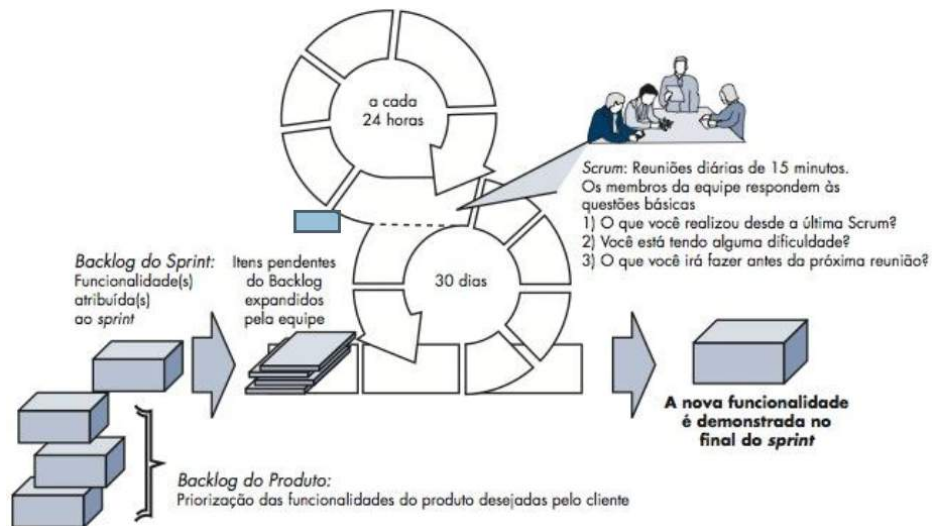 a cada
24 horas
Scrum: Reuniões diárias de 15 minutos.
Os membros da equipe respondem às
questões básicas
1) O que você realizou desde a última Scrum?
2) Você está tendo alguma dificuldade?
3) O que você irá fazer antes da próxima reunião?
Backlog do Sprint:
Funcionalidade(s)
atribuída(s)
ao sprint
Itens pendentes
do Backlog
expandidos
pela equipe
30 dias
A nova funcionalidade
é demonstrada no
final do sprint
Backlog do Produto:
Priorização das funcionalidades do produto desejadas pelo cliente